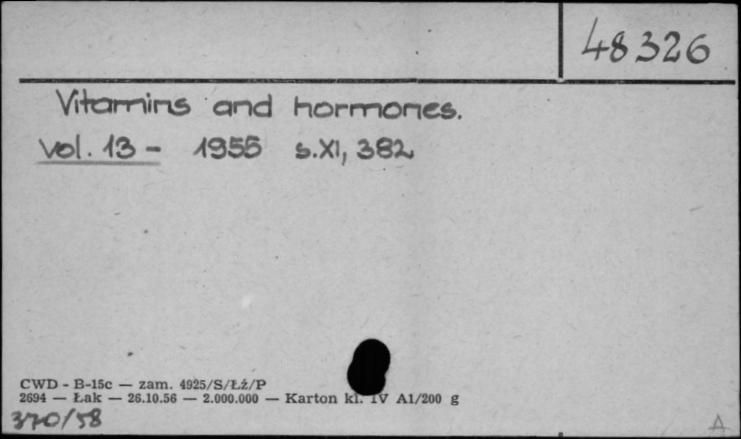 48326
Vitamins and hormones.
vol. 13 - 1955 s.XI, 382
CWD - B-15c — zam. 4925/S/Łż/P
2694 — Łak — 26.10.56 — 2.000.000 — Karton kl. IV A1/200 g
370/58
A